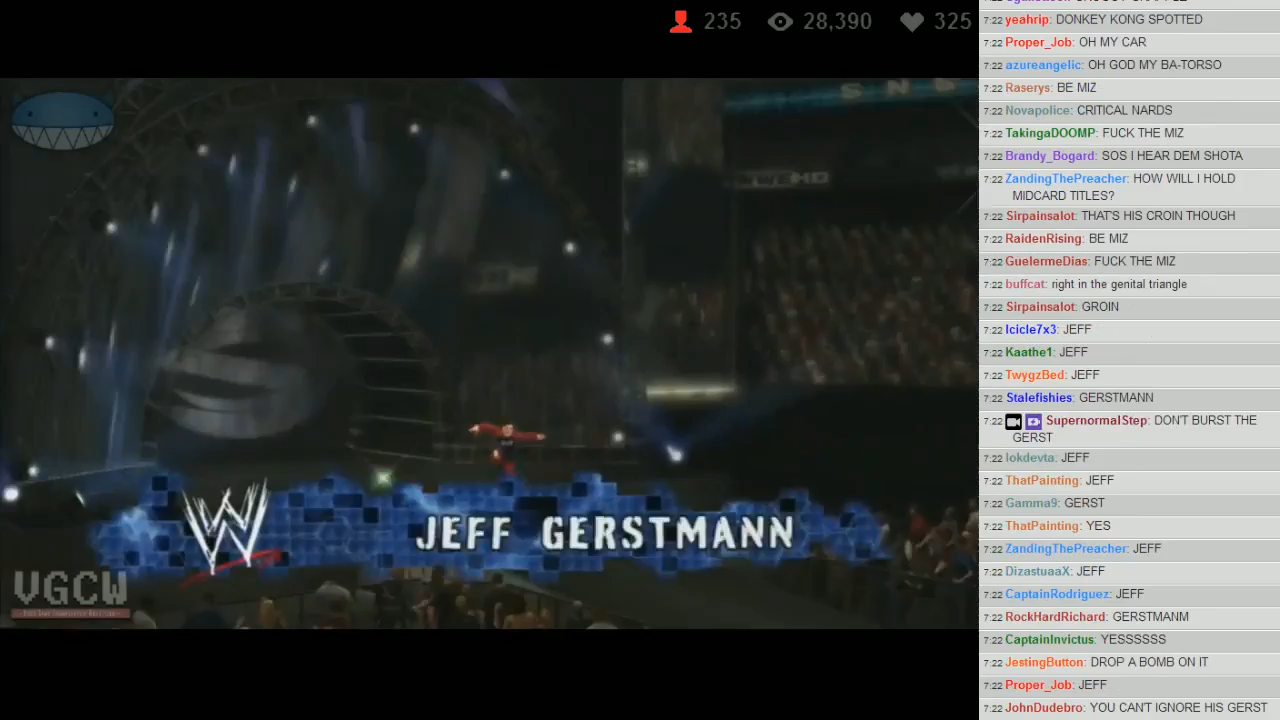 235 28,390 325
SNS
WWE HD
W JEFF GERSTMANN
VGCW
7:22 yeahrip: DONKEY KONG SPOTTED
7:22 Proper_Job: OH MY CAR
7:22 azureangelic: OH GOD MY BA-TORSO
7:22 Raserys: BE MIZ
7:22 Novapolice: CRITICAL NARDS
7:22 TakingaDOOMP: FUCK THE MIZ
7:22 Brandy_Bogard: SOS I HEAR DEM SHOTA
7:22 ZandingThePreacher: HOW WILL I HOLD
MIDCARD TITLES?
7:22 Sirpainsalot: THAT'S HIS CROIN THOUGH
7:22 RaidenRising: BE MIZ
7:22 GuelermeDias: FUCK THE MIZ
7:22 buffcat: right in the genital triangle
7:22 Sirpainsalot: GROIN
7:22 Icicle7x3: JEFF
7:22 Kaathe1: JEFF
7:22 TwygzBed: JEFF
7:22 Stalefishies: GERSTMANN
7:22 SupernormalStep: DON'T BURST THE
GERST
7:22 lokdevta: JEFF
7:22 ThatPainting: JEFF
7:22 Gamma9: GERST
7:22 ThatPainting: YES
7:22 ZandingThePreacher: JEFF
7:22 DizastuaaX: JEFF
7:22 CaptainRodriguez: JEFF
7:22 RockHardRichard: GERSTMANM
7:22 CaptainInvictus: YESSSSSS
7:22 JestingButton: DROP A BOMB ON IT
7:22 Proper_Job: JEFF
7:22 JohnDudebro: YOU CAN'T IGNORE HIS GERST